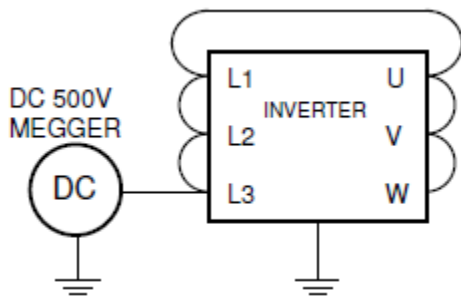 DC 500V
MEGGER
DC
L1
U
INVERTER
L2
V
L3
W